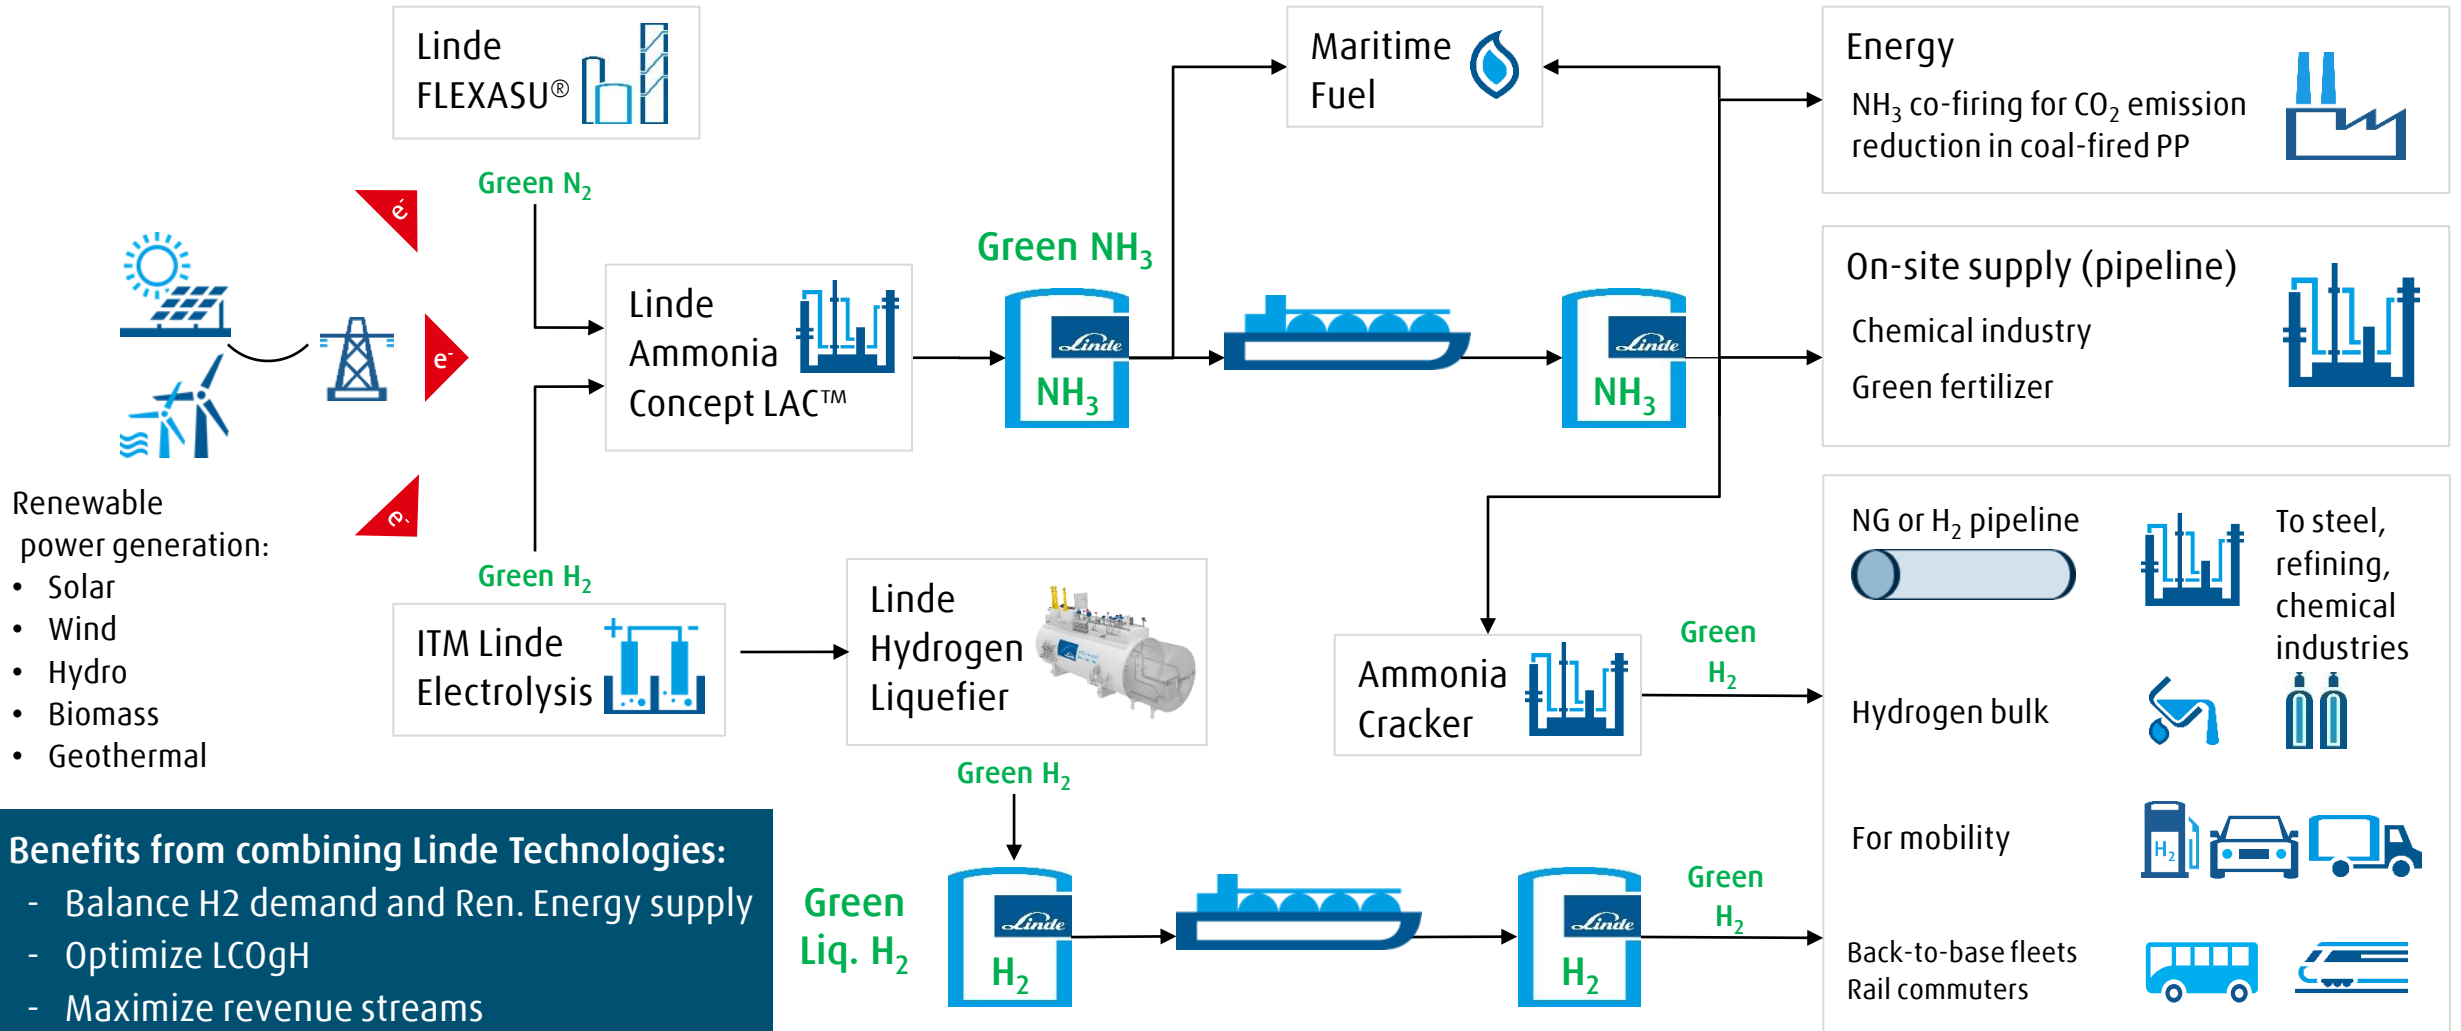 Linde
FLEXASU®
Maritime
Fuel
Energy
NH₃ co-firing for CO₂ emission
reduction in coal-fired PP
Green N₂
e-
e-
e-
Green NH₃
Linde
Ammonia
Concept LAC™
Linde
NH₃
Linde
NH₃
On-site supply (pipeline)
Chemical industry
Green fertilizer
Renewable
power generation:
• Solar
• Wind
• Hydro
• Biomass
• Geothermal
Green H₂
ITM Linde
Electrolysis
+ -
Linde
Hydrogen
Liquefier
Ammonia
Cracker
Green
H₂
NG or H₂ pipeline
To steel,
refining,
chemical
industries
Hydrogen bulk
For mobility
H₂
Back-to-base fleets
Rail commuters
Green H₂
Green
Liq. H₂
Linde
H₂
Linde
H₂
Green
H₂
Benefits from combining Linde Technologies:
- Balance H2 demand and Ren. Energy supply
- Optimize LCOgH
- Maximize revenue streams